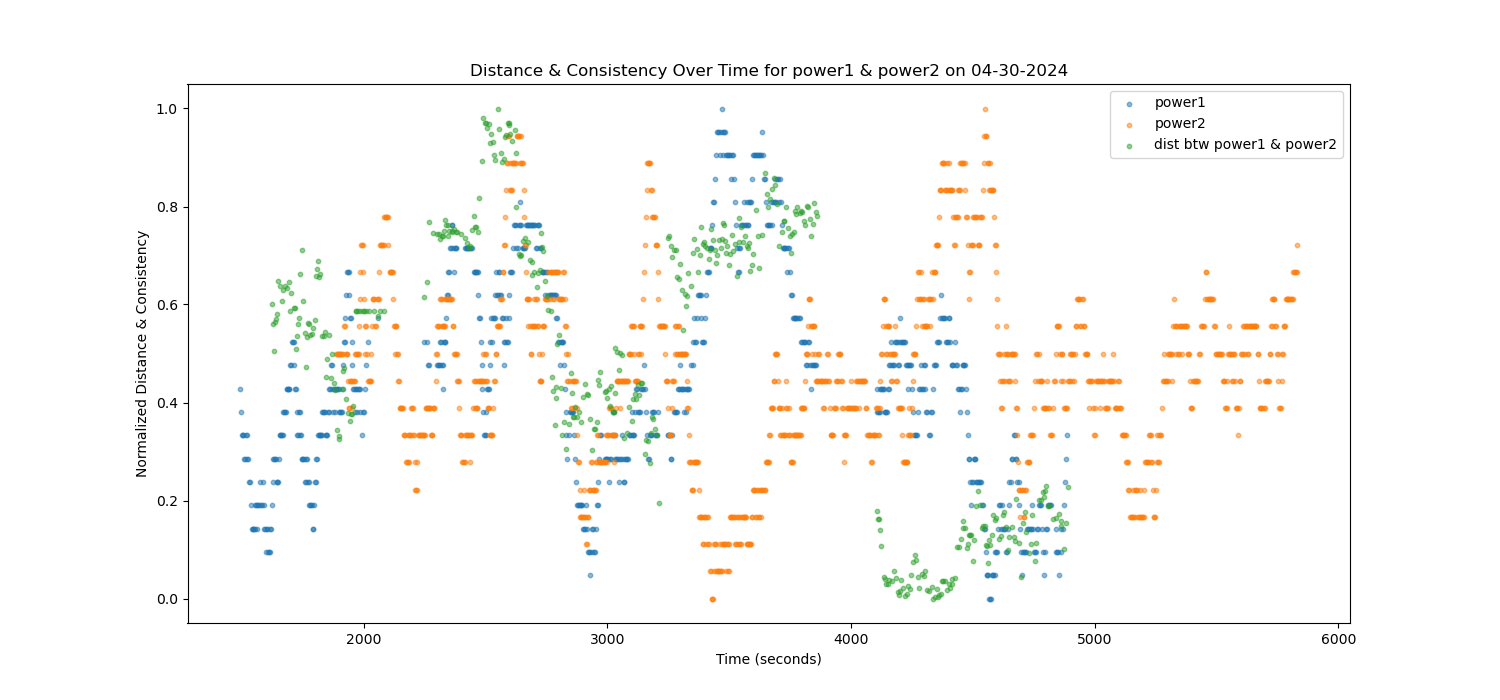 Distance & Consistency Over Time for power1 & power2 on 04-30-2024
power1
power2
dist btw power1 & power2
Normalized Distance & Consistency
1.0
0.8
0.6
0.4
0.2
0.0
2000 3000 4000 5000 6000
Time (seconds)